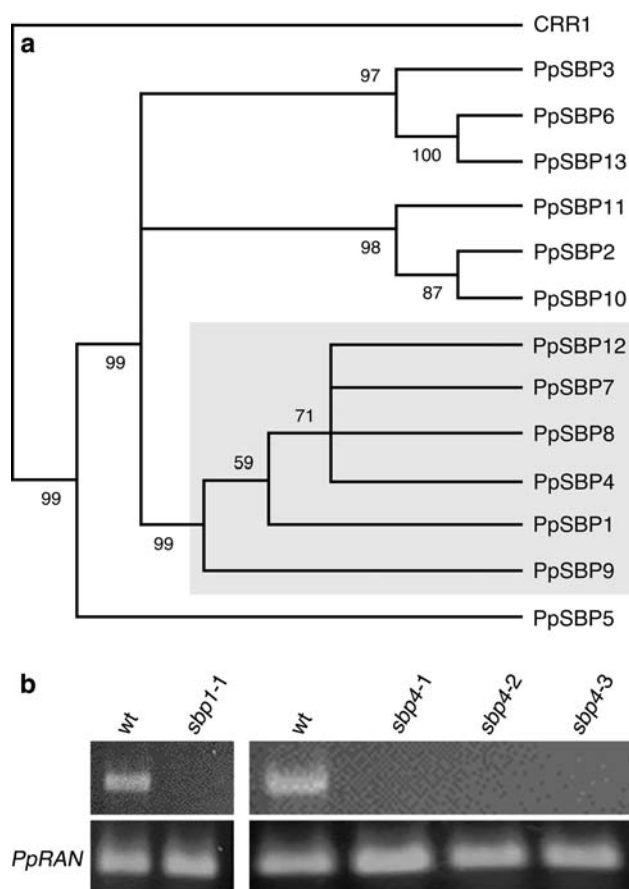 a
CRR1
97
PpSBP3
PpSBP6
100
PpSBP13
PpSBP11
98
PpSBP2
87
PpSBP10
PpSBP12
99
PpSBP7
71
PpSBP8
59
99
PpSBP4
99
PpSBP1
PpSBP9
PpSBP5
b
wt sbp1-1 wt sbp4-1 sbp4-2 sbp4-3
PpRAN